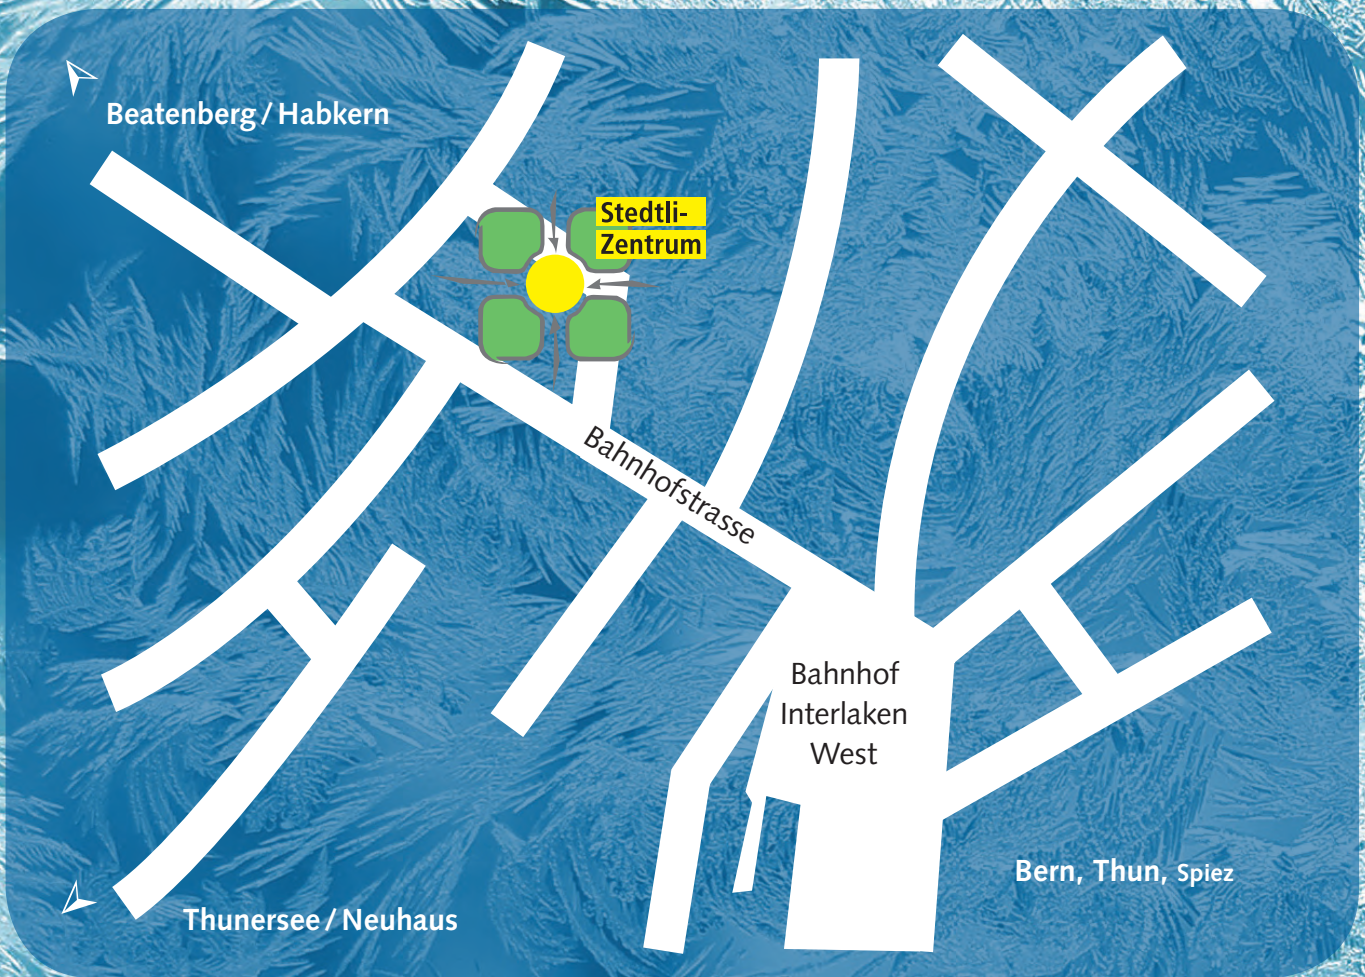 Beatenberg / Habkern
Stedtli-
Zentrum
Bahnhofstrasse
Bahnhof
Interlaken
West
Bern, Thun, Spiez
Thunersee / Neuhaus